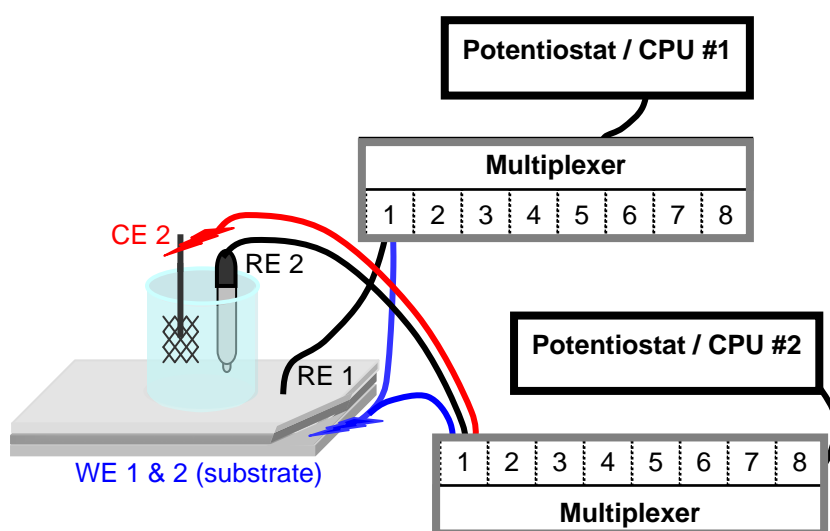 Potentiostat / CPU #1
Multiplexer
1 2 3 4 5 6 7 8
CE 2
RE 2
Potentiostat / CPU #2
RE 1
WE 1 & 2 (substrate)
1 2 3 4 5 6 7 8
Multiplexer